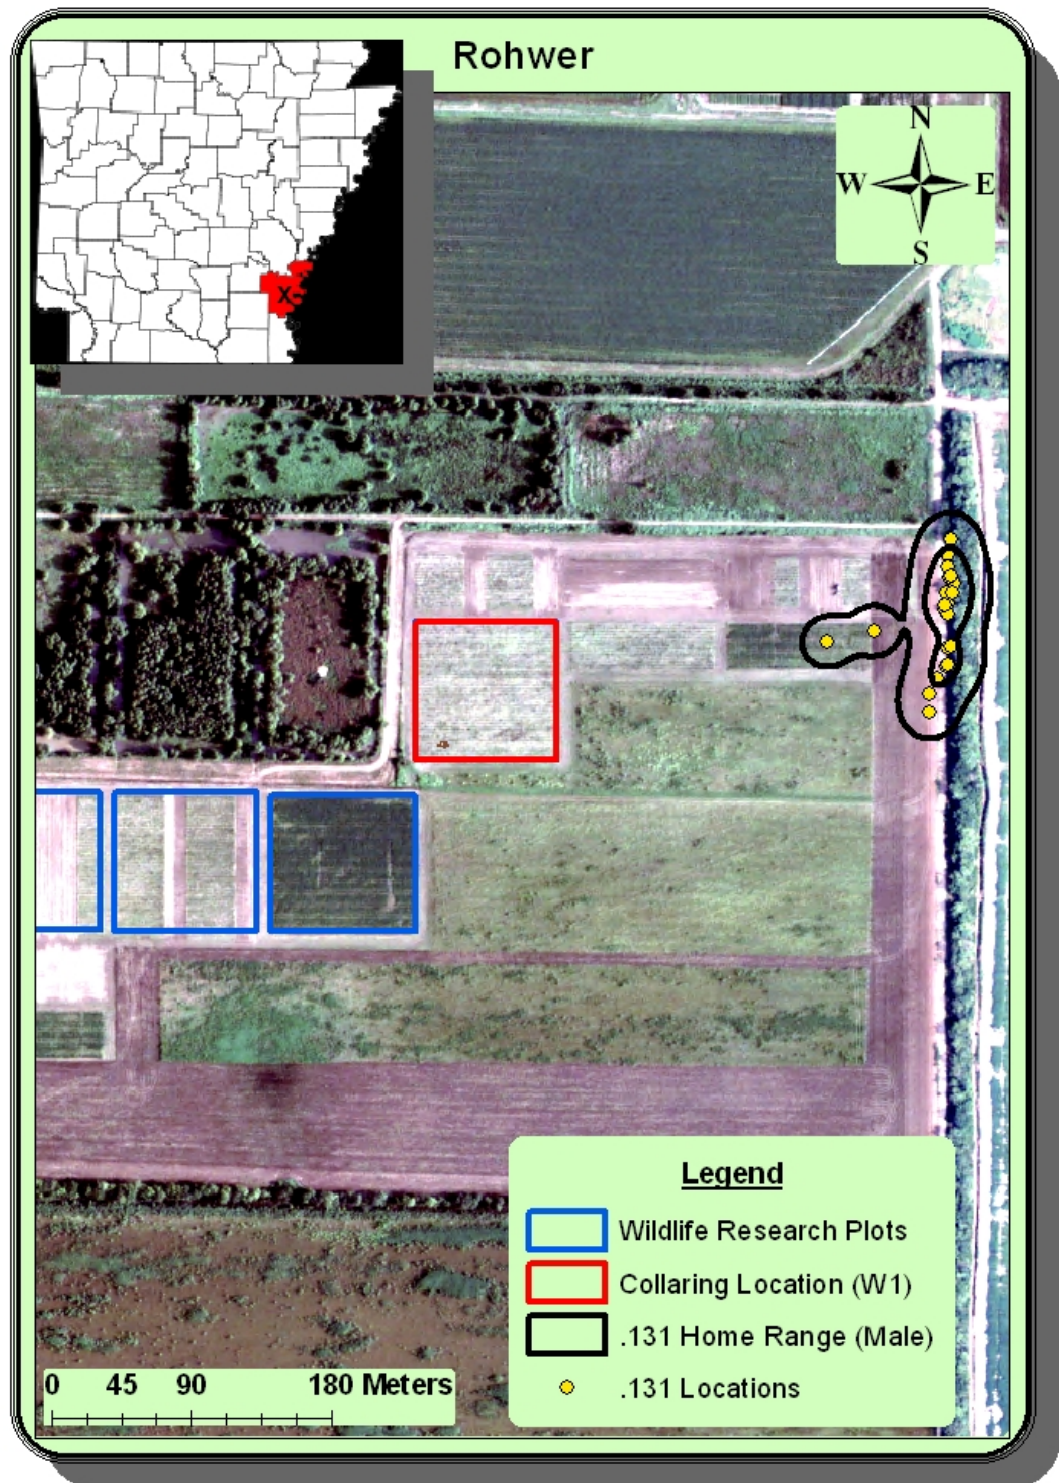 Rohwer
N
W E
S
X
Legend
Wildlife Research Plots
Collaring Location (W1)
.131 Home Range (Male)
.131 Locations
0 45 90 180 Meters